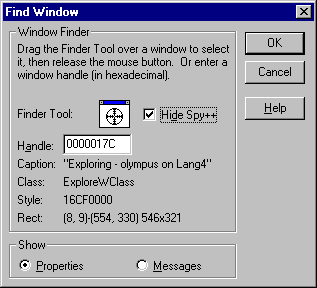 Find Window
Window Finder
Drag the Finder Tool over a window to select
it, then release the mouse button. Or enter a
window handle (in hexadecimal).
OK
Cancel
Help
Finder Tool:
Hide Spy++
Handle: 0000017C
Caption: "Exploring - olympus on Lang4"
Class: ExploreWClass
Style: 16CF0000
Rect: (8, 9)-(554, 330) 546x321
Show
Properties Messages